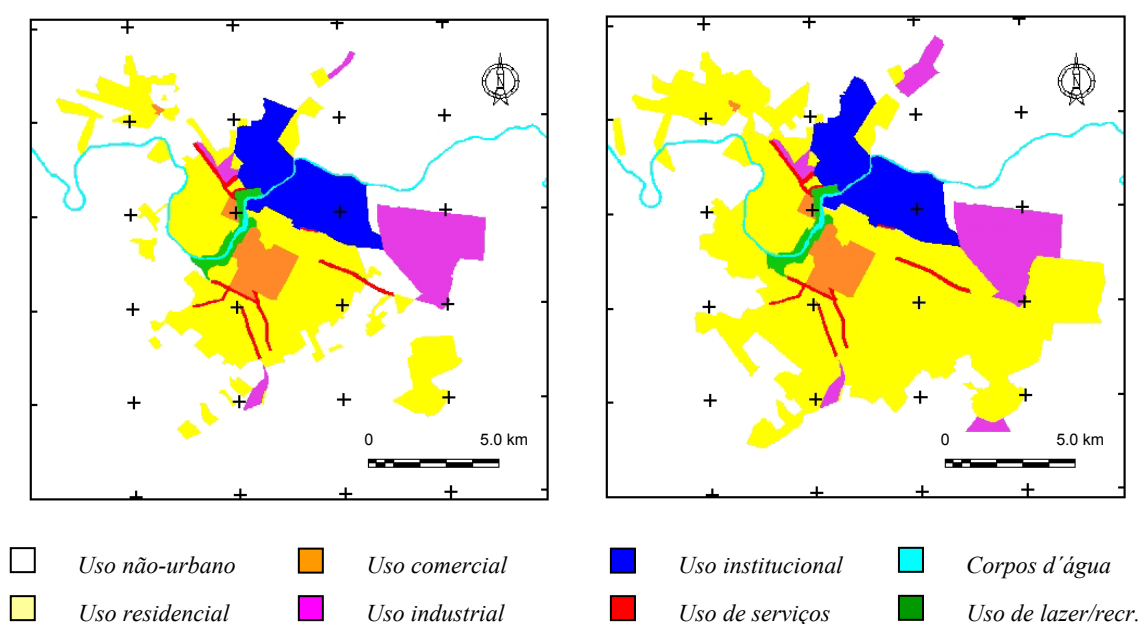 N
N
0 5.0 km
0 5.0 km
Uso não-urbano Uso comercial Uso institucional Corpos d´água
Uso residencial Uso industrial Uso de serviços Uso de lazer/recr.